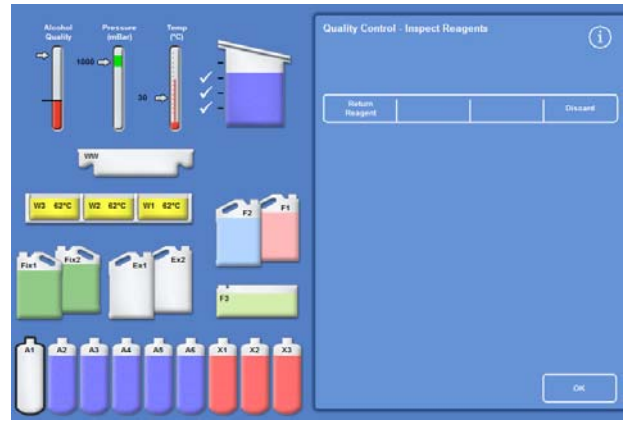 Alcohol Quality
Pressure (mBar)
Temp (°C)
1000
30
WW
W3 62°C W2 62°C W1 62°C
F2 F1
Fix1 Fix2 Ex1 Ex2
F3
A1 A2 A3 A4 A5 A6 X1 X2 X3
Quality Control - Inspect Reagents
i
Return Reagent
Discard
OK